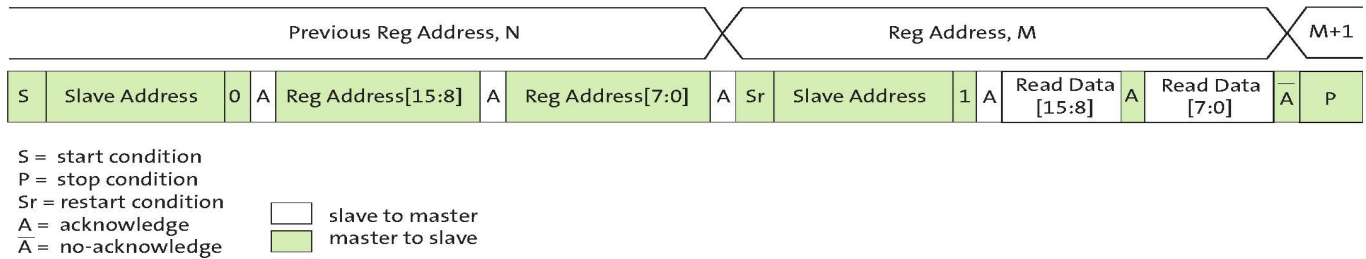 Previous Reg Address, N Reg Address, M M+1
S Slave Address 0 A Reg Address[15:8] A Reg Address[7:0] A Sr Slave Address 1 A Read Data [15:8] A Read Data [7:0] A̅ P
S = start condition
P = stop condition
Sr = restart condition
A = acknowledge
A̅ = no-acknowledge
slave to master
master to slave